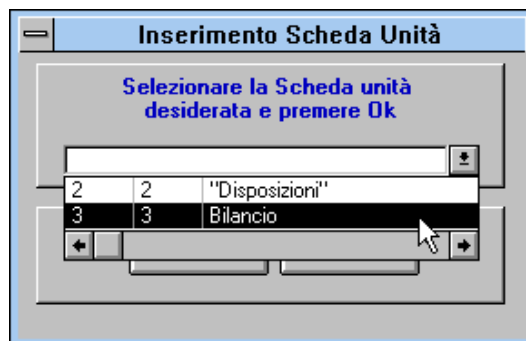 Inserimento Scheda Unità
Selezionare la Scheda unità
desiderata e premere Ok
2 2 "Disposizioni"
3 3 Bilancio